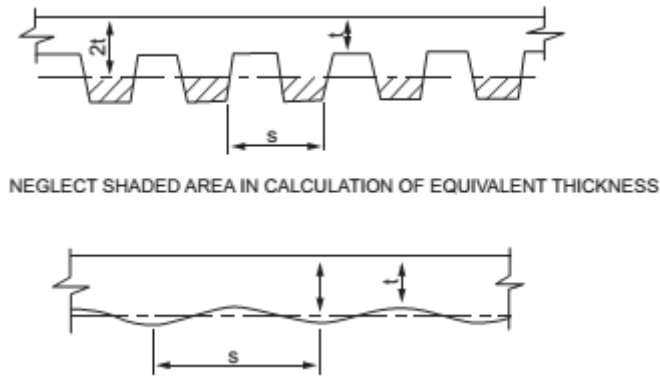 2t
t
s
NEGLECT SHADED AREA IN CALCULATION OF EQUIVALENT THICKNESS
t
s